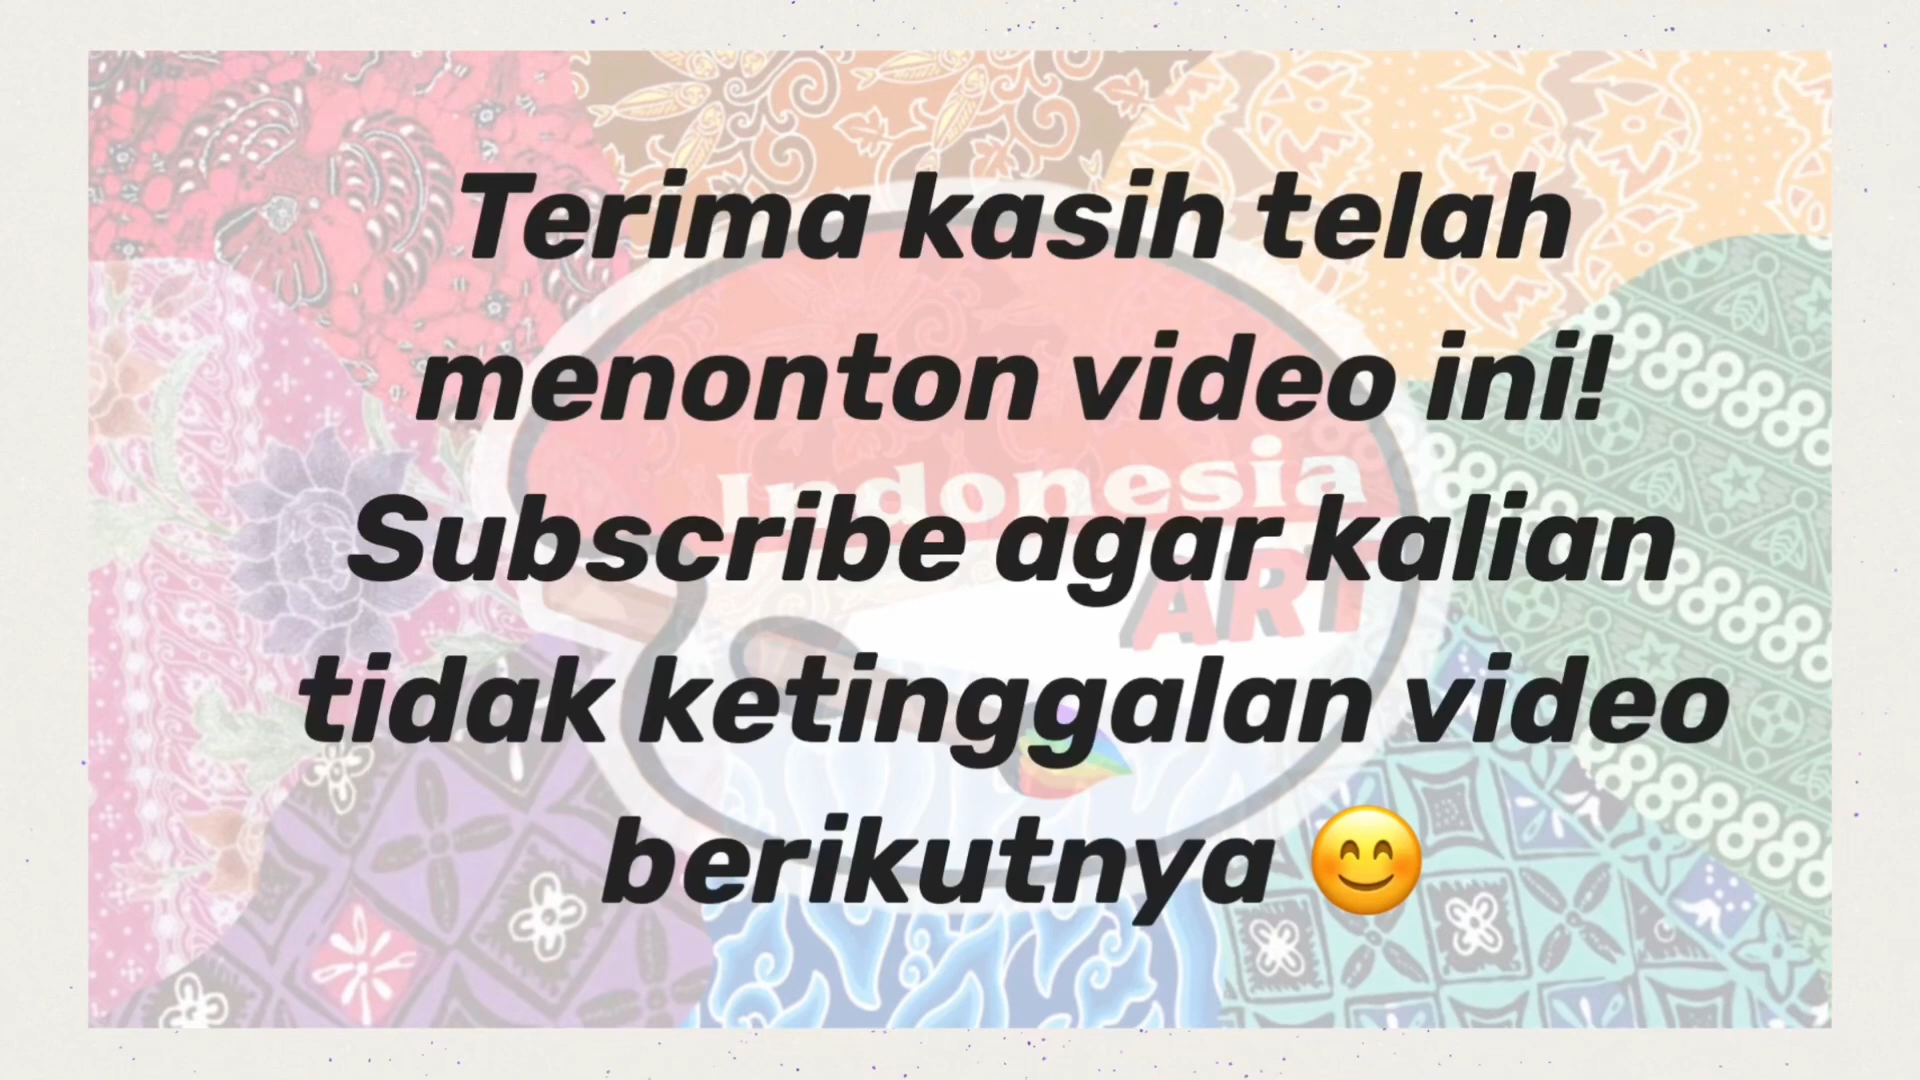 Terima kasih telah
menonton video ini!
Indonesia
Subscribe agar kalian
ART
tidak ketinggalan video
berikutnya 😊